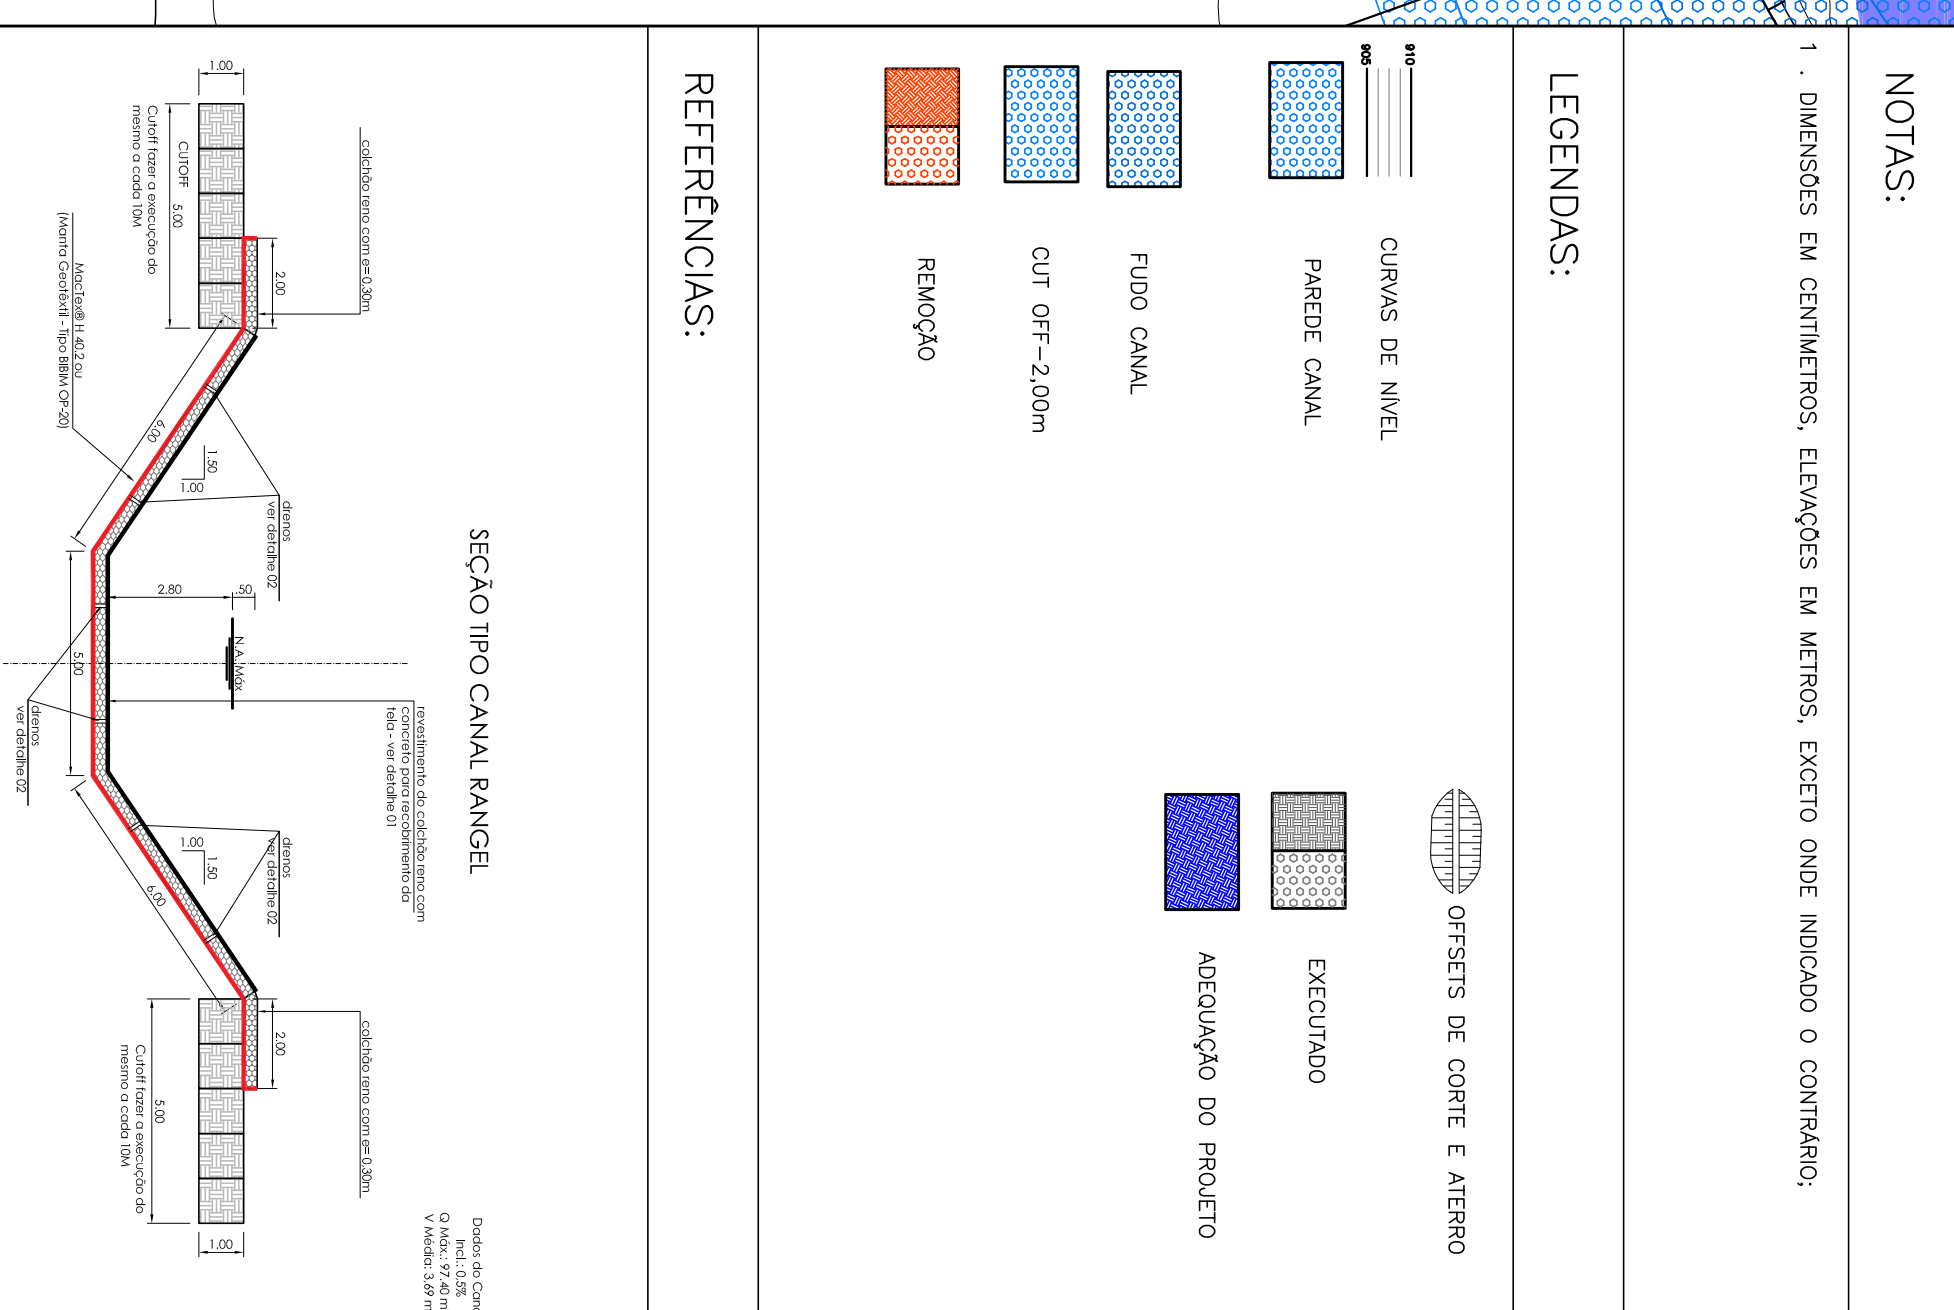 NOTAS:
1 . DIMENSÕES EM CENTÍMETROS, ELEVAÇÕES EM METROS, EXCETO ONDE INDICADO O CONTRÁRIO;
LEGENDAS:
910
905
CURVAS DE NÍVEL
OFFSETS DE CORTE E ATERRO
PAREDE CANAL
EXECUTADO
FUDO CANAL
ADEQUAÇÃO DO PROJETO
CUT OFF-2,00m
REMOÇÃO
REFERÊNCIAS:
SEÇÃO TIPO CANAL RANGEL
Dados do Cana
Incl.: 0,5%
Q Máx.: 97,40 m
V Média: 3,69 m
revestimento do colchão reno com
concreto para recobrimento da
tela - ver detalhe 01
colchão reno com e= 0,30m
colchão reno com e= 0,30m
2.00
drenos
ver detalhe 02
drenos
ver detalhe 02
2.00
1.00
.50
N.A. Máx
2.80
1.50
1.00
1.00
1.50
1.00
CUTOFF 5.00
Cutoff fazer a execução do
mesmo a cada 10M
6.00
6.00
5.00
Cutoff fazer a execução do
mesmo a cada 10M
MacTex® H 40.2 ou
(Manta Geotêxtil - Tipo BIBIM OP-20)
5.00
drenos
ver detalhe 02